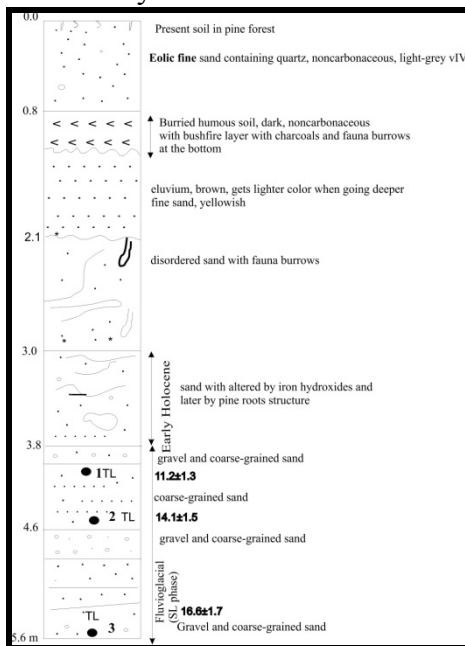 0.0
Present soil in pine forest
Eolic fine sand containing quartz, noncarbonaceous, light-grey vIV
0.8
Burried humous soil, dark, noncarbonaceous
with bushfire layer with charcoals and fauna burrows
at the bottom
eluvium, brown, gets lighter color when going deeper
fine sand, yellowish
2.1
disordered sand with fauna burrows
3.0
Early Holocene
sand with altered by iron hydroxides and
later by pine roots structure
3.8
gravel and coarse-grained sand
1 TL
11.2±1.3
coarse-grained sand
2 TL
14.1±1.5
4.6
gravel and coarse-grained sand
Fluvioglacial
(SL phase)
TL
16.6±1.7
3
Gravel and coarse-grained sand
5.6 m